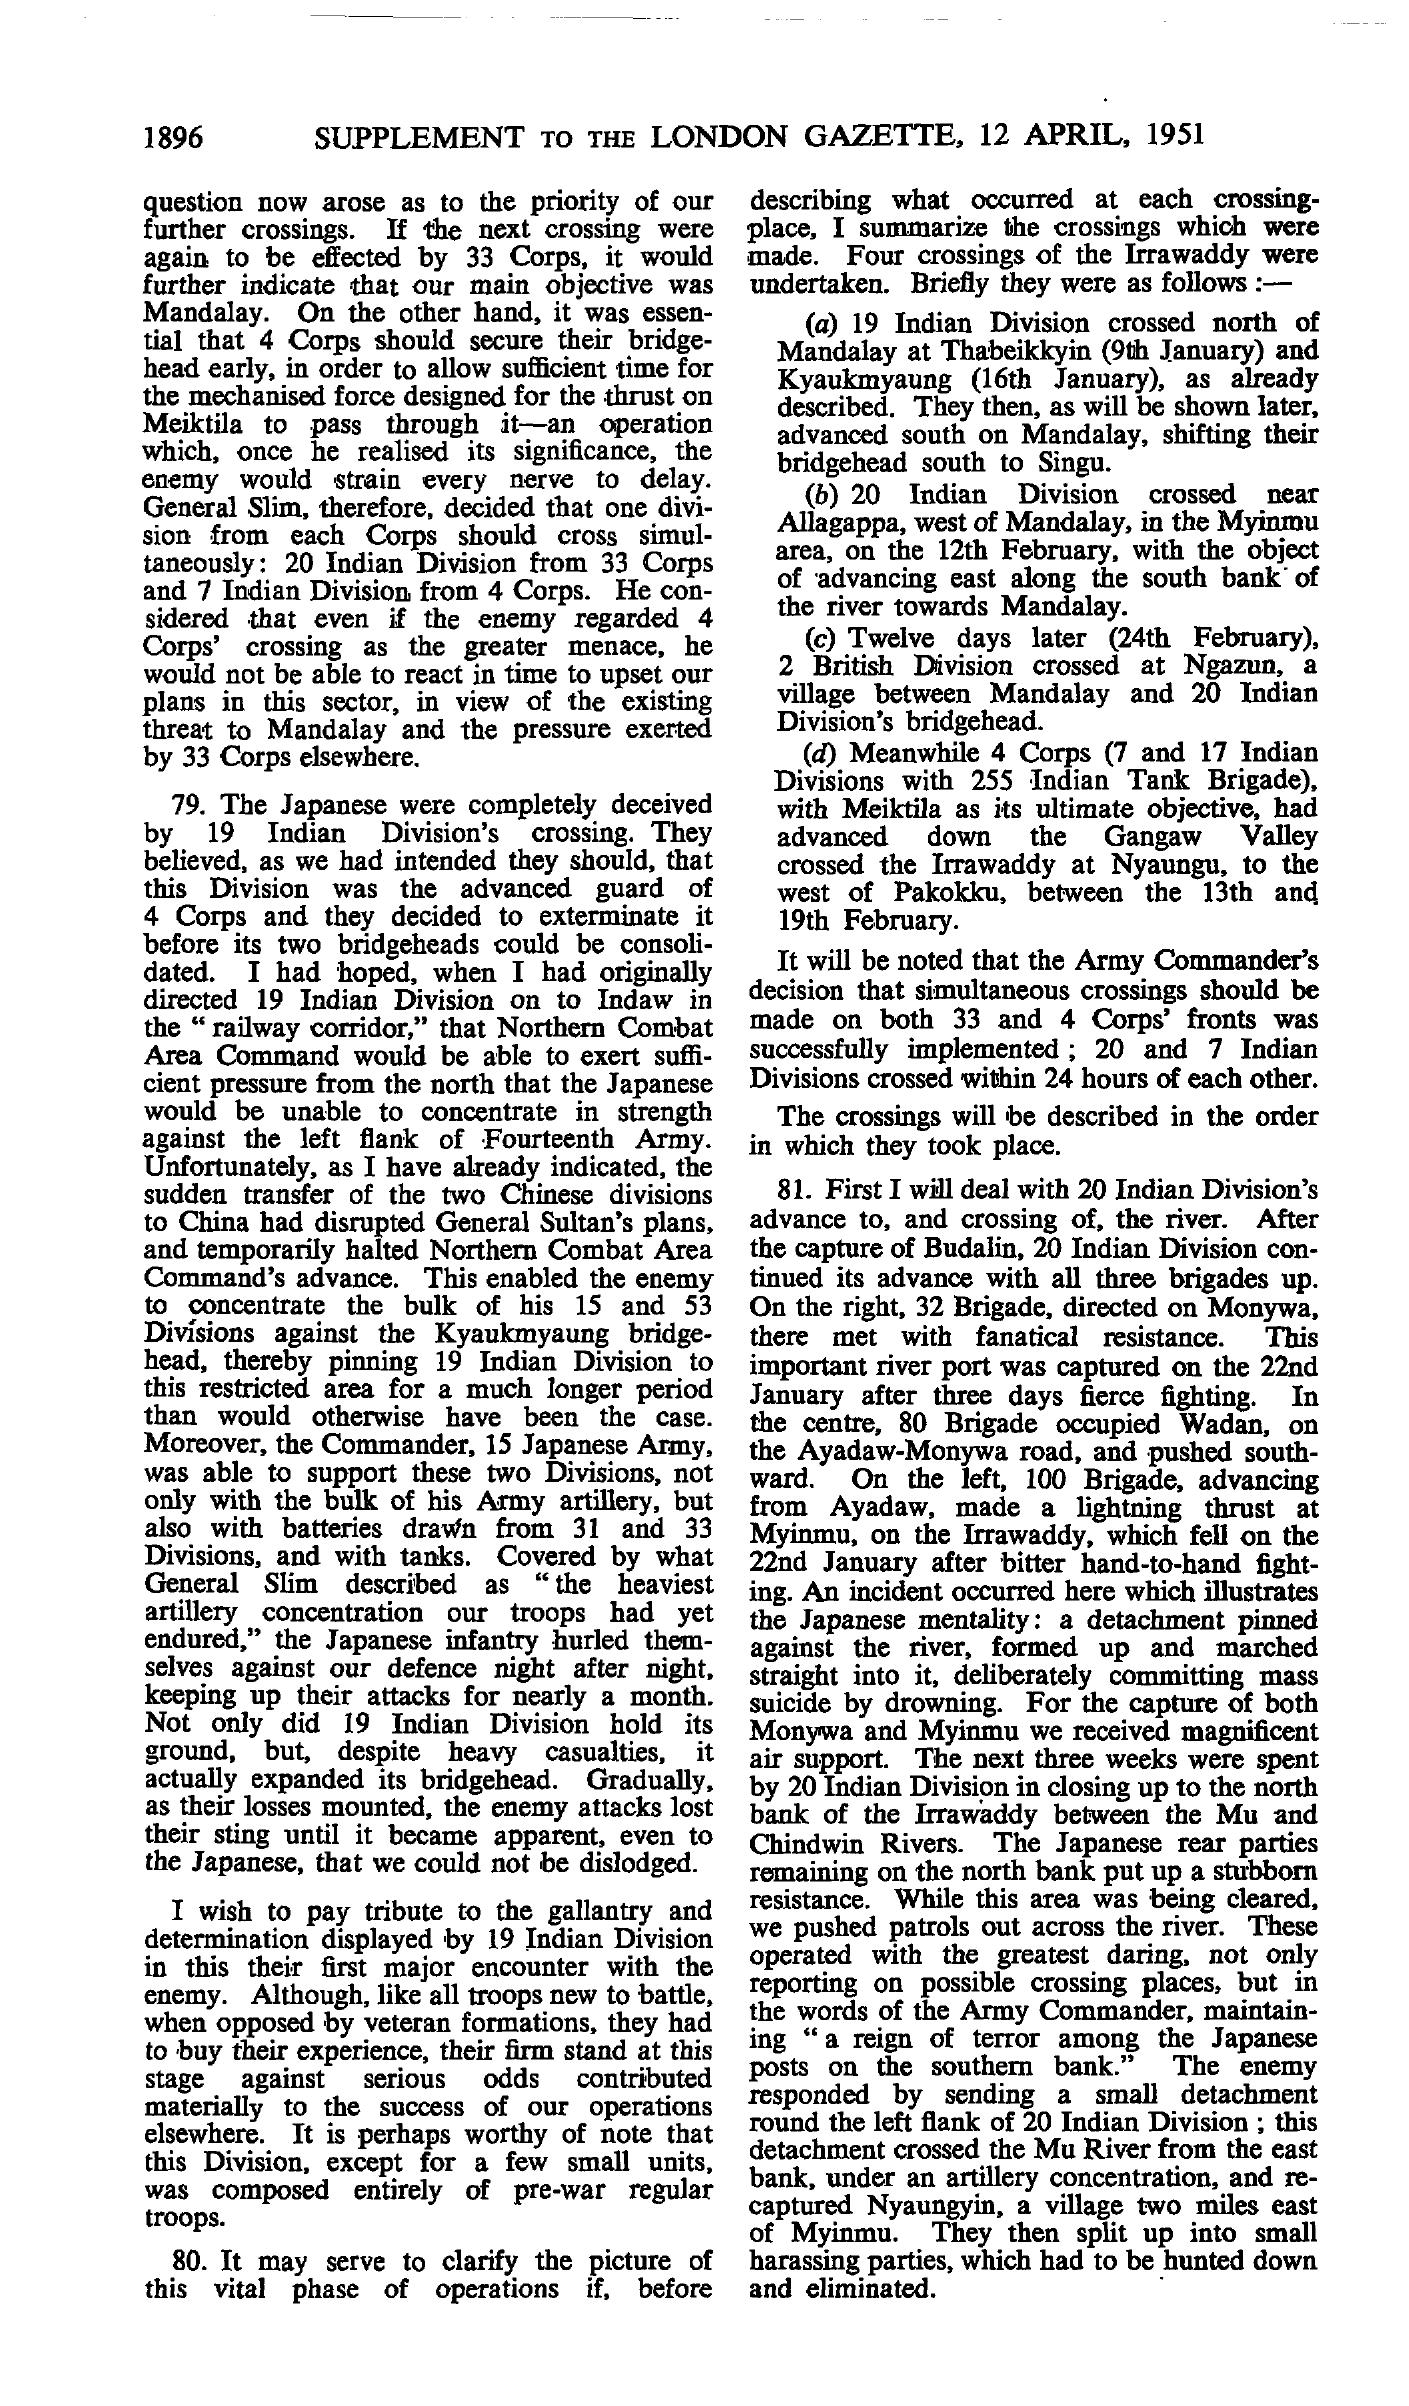 1896 SUPPLEMENT TO THE LONDON GAZETTE, 12 APRIL, 1951
question now arose as to the priority of our
further crossings. If the next crossing were
again to be effected by 33 Corps, it would
further indicate that our main objective was
Mandalay. On the other hand, it was essen-
tial that 4 Corps should secure their bridge-
head early, in order to allow sufficient time for
the mechanised force designed for the thrust on
Meiktila to pass through it—an operation
which, once he realised its significance, the
enemy would strain every nerve to delay.
General Slim, therefore, decided that one divi-
sion from each Corps should cross simul-
taneously: 20 Indian Division from 33 Corps
and 7 Indian Division from 4 Corps. He con-
sidered that even if the enemy regarded 4
Corps' crossing as the greater menace, he
would not be able to react in time to upset our
plans in this sector, in view of the existing
threat to Mandalay and the pressure exerted
by 33 Corps elsewhere.
79. The Japanese were completely deceived
by 19 Indian Division's crossing. They
believed, as we had intended they should, that
this Division was the advanced guard of
4 Corps and they decided to exterminate it
before its two bridgeheads could be consoli-
dated. I had hoped, when I had originally
directed 19 Indian Division on to Indaw in
the "railway corridor," that Northern Combat
Area Command would be able to exert suffi-
cient pressure from the north that the Japanese
would be unable to concentrate in strength
against the left flank of Fourteenth Army.
Unfortunately, as I have already indicated, the
sudden transfer of the two Chinese divisions
to China had disrupted General Sultan's plans,
and temporarily halted Northern Combat Area
Command's advance. This enabled the enemy
to concentrate the bulk of his 15 and 53
Divisions against the Kyaukmyaung bridge-
head, thereby pinning 19 Indian Division to
this restricted area for a much longer period
than would otherwise have been the case.
Moreover, the Commander, 15 Japanese Army,
was able to support these two Divisions, not
only with the bulk of his Army artillery, but
also with batteries drawn from 31 and 33
Divisions, and with tanks. Covered by what
General Slim described as "the heaviest
artillery concentration our troops had yet
endured," the Japanese infantry hurled them-
selves against our defence night after night,
keeping up their attacks for nearly a month.
Not only did 19 Indian Division hold its
ground, but, despite heavy casualties, it
actually expanded its bridgehead. Gradually,
as their losses mounted, the enemy attacks lost
their sting until it became apparent, even to
the Japanese, that we could not be dislodged.
I wish to pay tribute to the gallantry and
determination displayed by 19 Indian Division
in this their first major encounter with the
enemy. Although, like all troops new to battle,
when opposed by veteran formations, they had
to buy their experience, their firm stand at this
stage against serious odds contributed
materially to the success of our operations
elsewhere. It is perhaps worthy of note that
this Division, except for a few small units,
was composed entirely of pre-war regular
troops.
80. It may serve to clarify the picture of
this vital phase of operations if, before
describing what occurred at each crossing-
place, I summarize the crossings which were
made. Four crossings of the Irrawaddy were
undertaken. Briefly they were as follows :—
(a) 19 Indian Division crossed north of
Mandalay at Thabeikkyin (9th January) and
Kyaukmyaung (16th January), as already
described. They then, as will be shown later,
advanced south on Mandalay, shifting their
bridgehead south to Singu.
(b) 20 Indian Division crossed near
Allagappa, west of Mandalay, in the Myinmu
area, on the 12th February, with the object
of advancing east along the south bank of
the river towards Mandalay.
(c) Twelve days later (24th February),
2 British Division crossed at Ngazun, a
village between Mandalay and 20 Indian
Division's bridgehead.
(d) Meanwhile 4 Corps (7 and 17 Indian
Divisions with 255 Indian Tank Brigade),
with Meiktila as its ultimate objective, had
advanced down the Gangaw Valley
crossed the Irrawaddy at Nyaungu, to the
west of Pakokku, between the 13th and
19th February.
It will be noted that the Army Commander's
decision that simultaneous crossings should be
made on both 33 and 4 Corps' fronts was
successfully implemented ; 20 and 7 Indian
Divisions crossed within 24 hours of each other.
The crossings will be described in the order
in which they took place.
81. First I will deal with 20 Indian Division's
advance to, and crossing of, the river. After
the capture of Budalin, 20 Indian Division con-
tinued its advance with all three brigades up.
On the right, 32 Brigade, directed on Monywa,
there met with fanatical resistance. This
important river port was captured on the 22nd
January after three days fierce fighting. In
the centre, 80 Brigade occupied Wadan, on
the Ayadaw-Monywa road, and pushed south-
ward. On the left, 100 Brigade, advancing
from Ayadaw, made a lightning thrust at
Myinmu, on the Irrawaddy, which fell on the
22nd January after bitter hand-to-hand fight-
ing. An incident occurred here which illustrates
the Japanese mentality: a detachment pinned
against the river, formed up and marched
straight into it, deliberately committing mass
suicide by drowning. For the capture of both
Monywa and Myinmu we received magnificent
air support. The next three weeks were spent
by 20 Indian Division in closing up to the north
bank of the Irrawaddy between the Mu and
Chindwin Rivers. The Japanese rear parties
remaining on the north bank put up a stubborn
resistance. While this area was being cleared,
we pushed patrols out across the river. These
operated with the greatest daring, not only
reporting on possible crossing places, but in
the words of the Army Commander, maintain-
ing "a reign of terror among the Japanese
posts on the southern bank." The enemy
responded by sending a small detachment
round the left flank of 20 Indian Division ; this
detachment crossed the Mu River from the east
bank, under an artillery concentration, and re-
captured Nyaungyin, a village two miles east
of Myinmu. They then split up into small
harassing parties, which had to be hunted down
and eliminated.